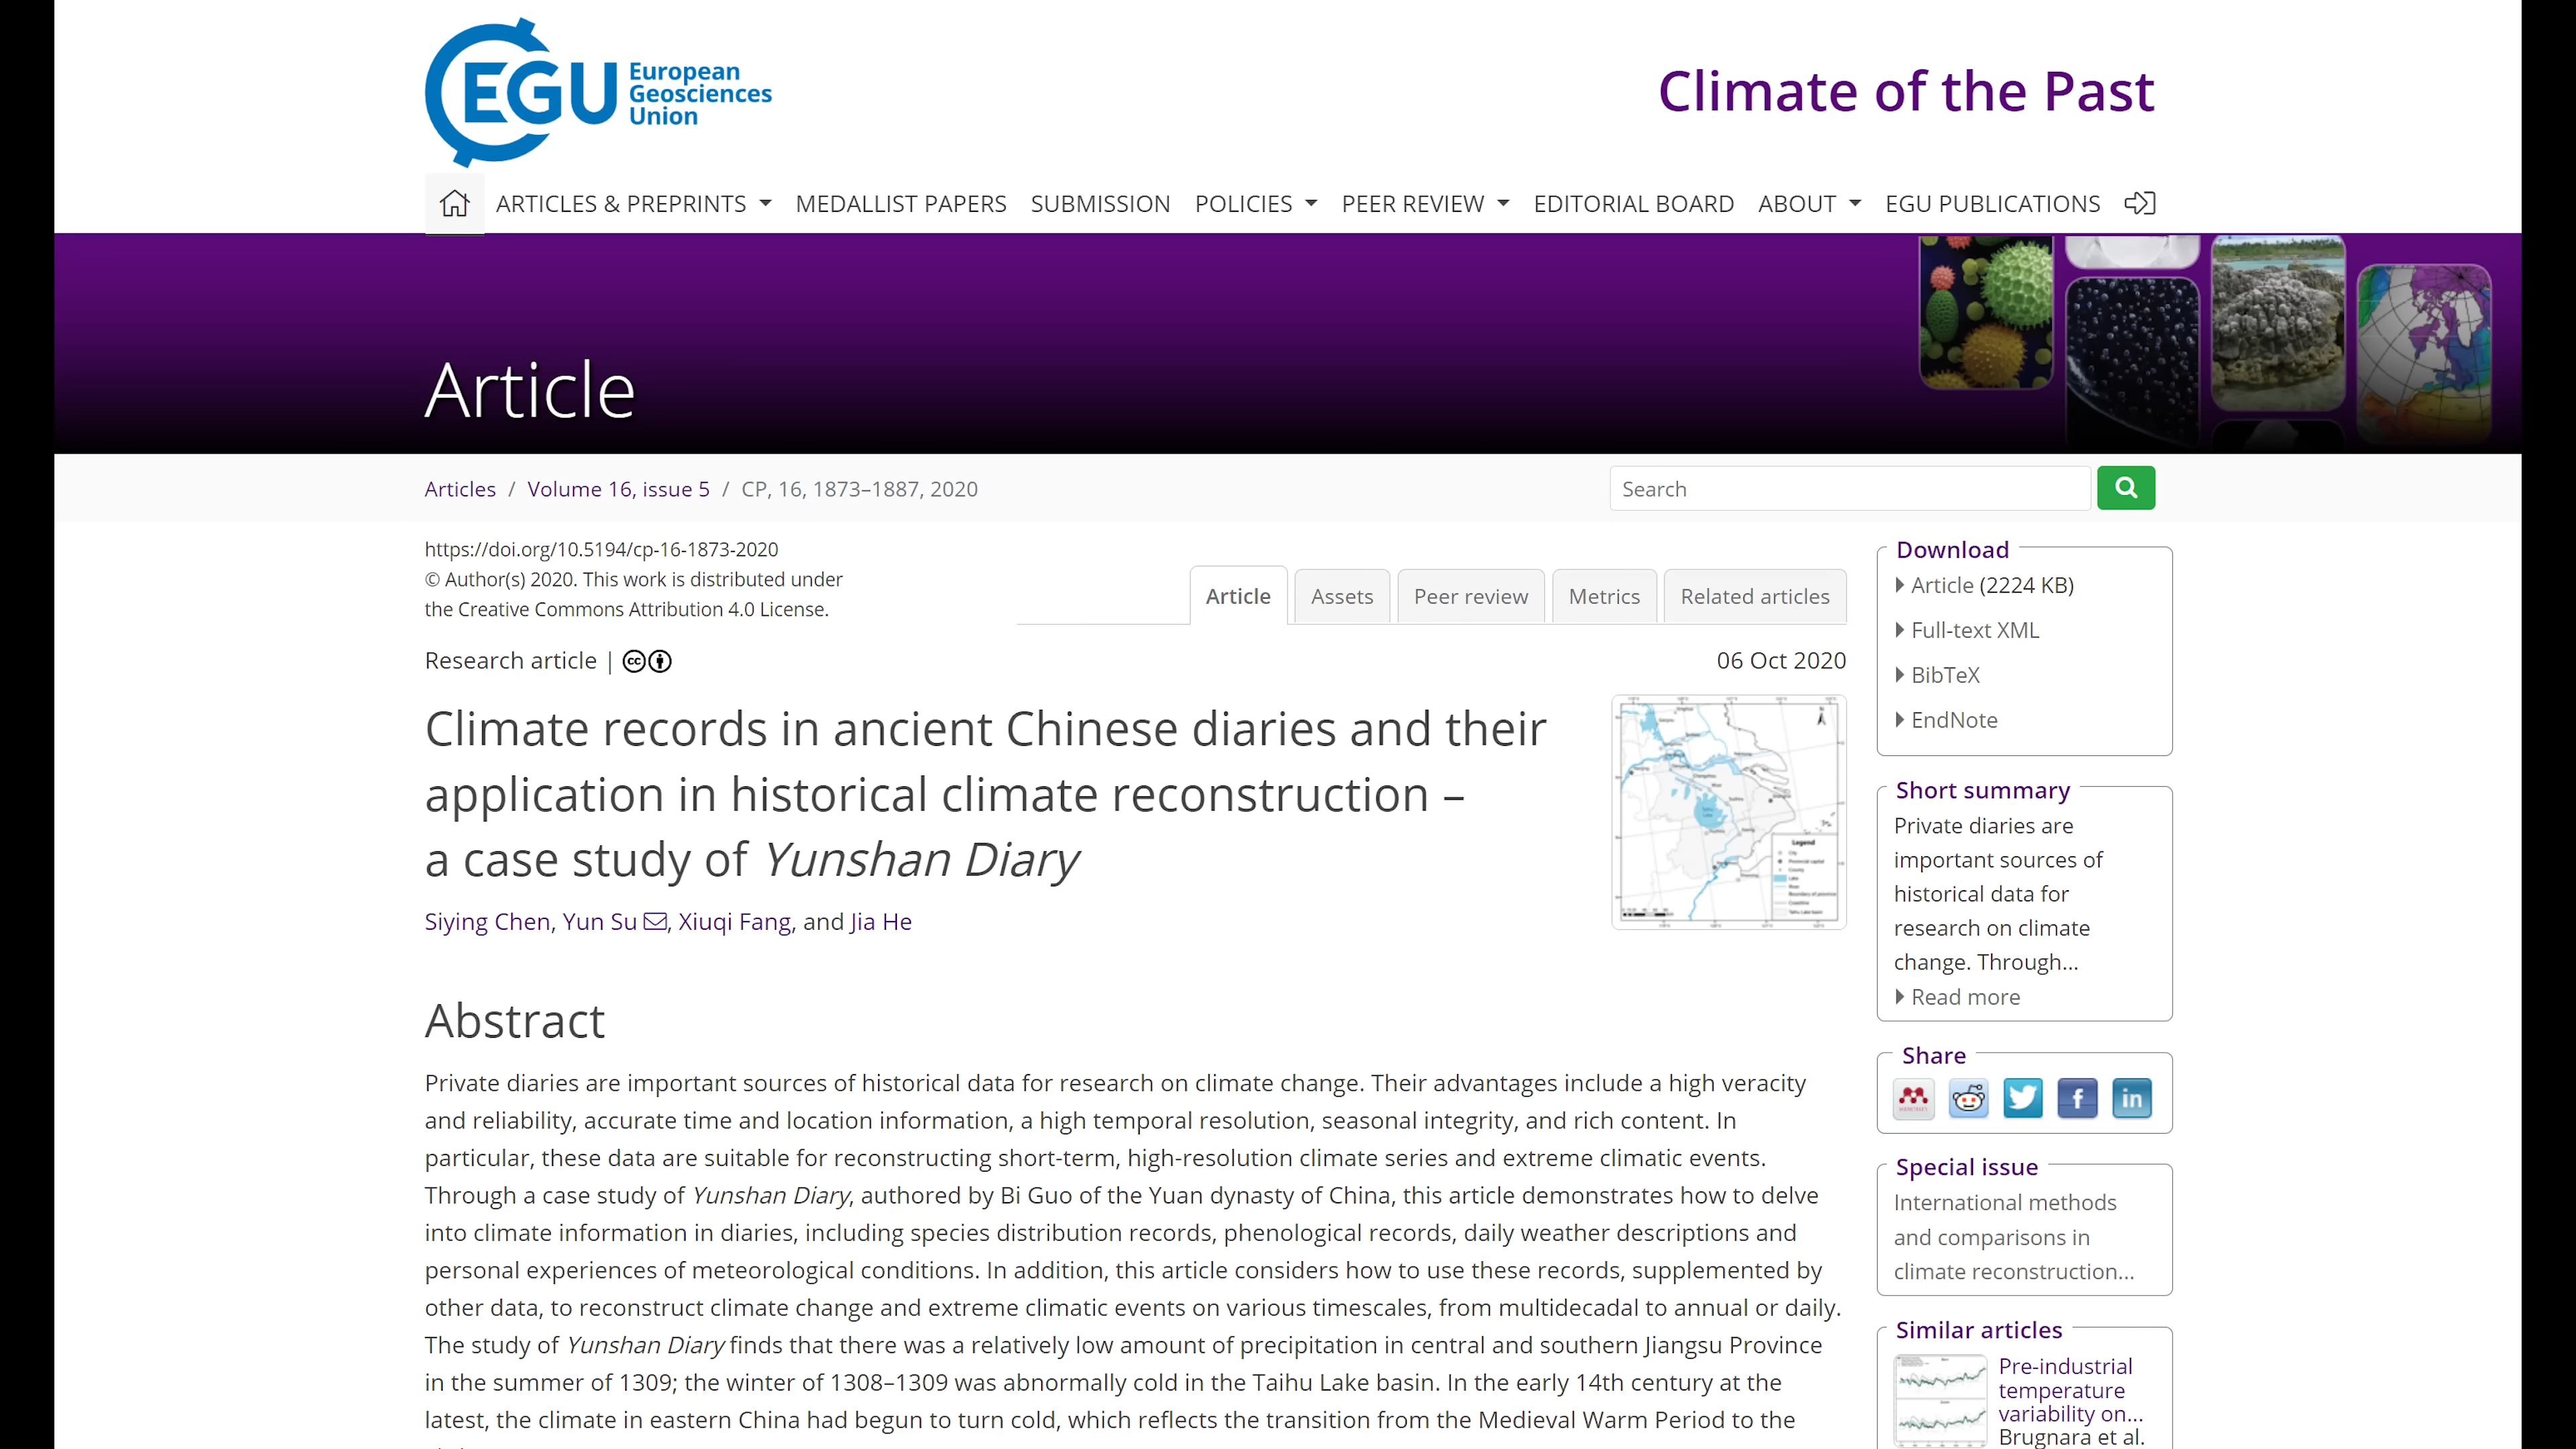 EGU European
Geosciences
Union
Climate of the Past
ARTICLES & PREPRINTS MEDALLIST PAPERS SUBMISSION POLICIES PEER REVIEW EDITORIAL BOARD ABOUT EGU PUBLICATIONS
Article
Articles / Volume 16, issue 5 / CP, 16, 1873–1887, 2020
Search
https://doi.org/10.5194/cp-16-1873-2020
© Author(s) 2020. This work is distributed under
the Creative Commons Attribution 4.0 License.
Article Assets Peer review Metrics Related articles
Research article | cc
06 Oct 2020
Climate records in ancient Chinese diaries and their
application in historical climate reconstruction –
a case study of Yunshan Diary
Siying Chen, Yun Su, Xiuqi Fang, and Jia He
Legend
Abstract
Private diaries are important sources of historical data for research on climate change. Their advantages include a high veracity
and reliability, accurate time and location information, a high temporal resolution, seasonal integrity, and rich content. In
particular, these data are suitable for reconstructing short-term, high-resolution climate series and extreme climatic events.
Through a case study of Yunshan Diary, authored by Bi Guo of the Yuan dynasty of China, this article demonstrates how to delve
into climate information in diaries, including species distribution records, phenological records, daily weather descriptions and
personal experiences of meteorological conditions. In addition, this article considers how to use these records, supplemented by
other data, to reconstruct climate change and extreme climatic events on various timescales, from multidecadal to annual or daily.
The study of Yunshan Diary finds that there was a relatively low amount of precipitation in central and southern Jiangsu Province
in the summer of 1309; the winter of 1308–1309 was abnormally cold in the Taihu Lake basin. In the early 14th century at the
latest, the climate in eastern China had begun to turn cold, which reflects the transition from the Medieval Warm Period to the
Download
Article (2224 KB)
Full-text XML
BibTeX
EndNote
Short summary
Private diaries are
important sources of
historical data for
research on climate
change. Through...
Read more
Share
f
in
Special issue
International methods
and comparisons in
climate reconstruction...
Similar articles
Pre-industrial
temperature
variability on...
Brugnara et al.